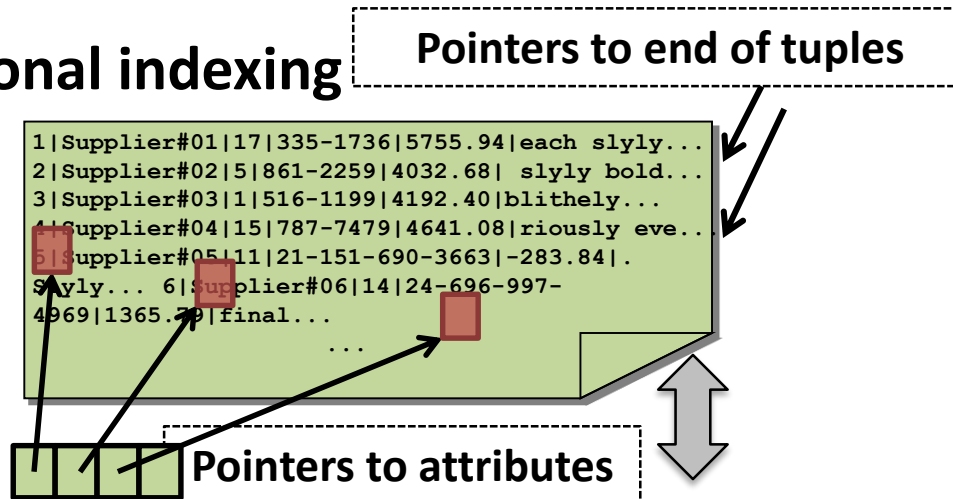 onal indexing
Pointers to end of tuples
1|Supplier#01|17|335-1736|5755.94|each slyly...
2|Supplier#02|5|861-2259|4032.68| slyly bold...
3|Supplier#03|1|516-1199|4192.40|blithely...
4|Supplier#04|15|787-7479|4641.08|riously eve...
5|Supplier#05|11|21-151-690-3663|-283.84|.
Slyly... 6|Supplier#06|14|24-696-997-
4969|1365.79|final...
...
Pointers to attributes